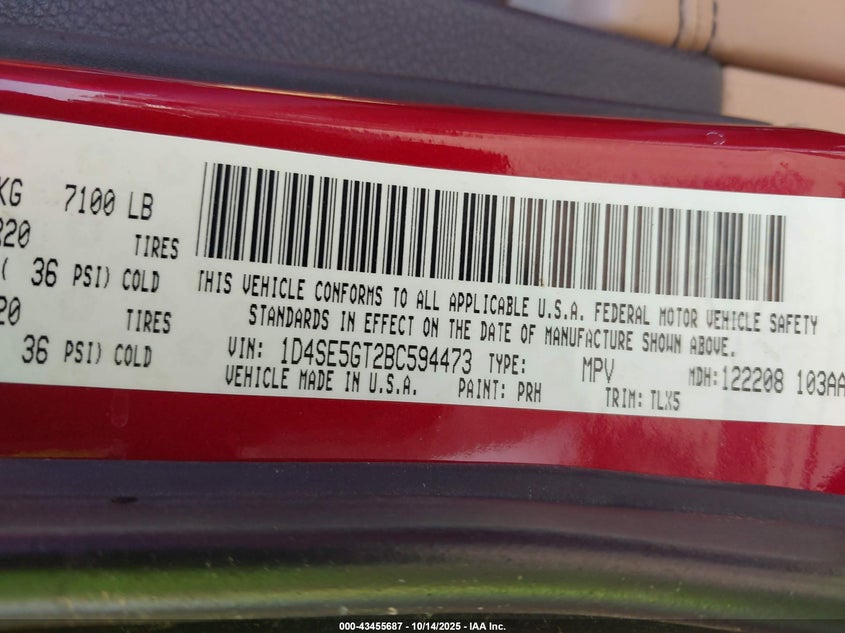 KG 7100 LB
R20 TIRES
( 36 PSI) COLD
20 TIRES
36 PSI) COLD
THIS VEHICLE CONFORMS TO ALL APPLICABLE U.S.A. FEDERAL MOTOR VEHICLE SAFETY
STANDARDS IN EFFECT ON THE DATE OF MANUFACTURE SHOWN ABOVE.
VIN: 1D4SE5GT2BC594473 TYPE: MPV MDH:122208 103AA
VEHICLE MADE IN U.S.A. PAINT: PRH TRIM: TLX5
000-43455687 - 10/14/2025 - IAA Inc.